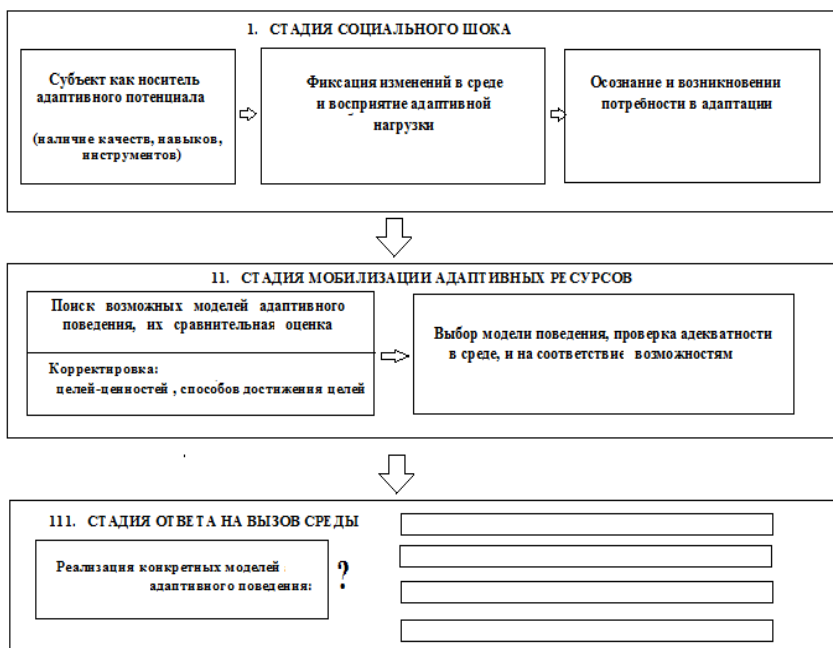 1. СТАДИЯ СОЦИАЛЬНОГО ШОКА
Субъект как носитель
адаптивного потенциала
(наличие качеств, навыков,
инструментов)
Фиксация изменений в среде
и восприятие адаптивной
нагрузки
Осознание и возникновении
потребности в адаптации
11. СТАДИЯ МОБИЛИЗАЦИИ АДАПТИВНЫХ РЕСУРСОВ
Поиск возможных моделей адаптивного
поведения, их сравнительная оценка
Корректировка:
целей-ценностей , способов достижения целей
Выбор модели поведения, проверка адекватности
в среде, и на соответствие возможностям
111. СТАДИЯ ОТВЕТА НА ВЫЗОВ СРЕДЫ
Реализация конкретных моделей
адаптивного поведения:
?